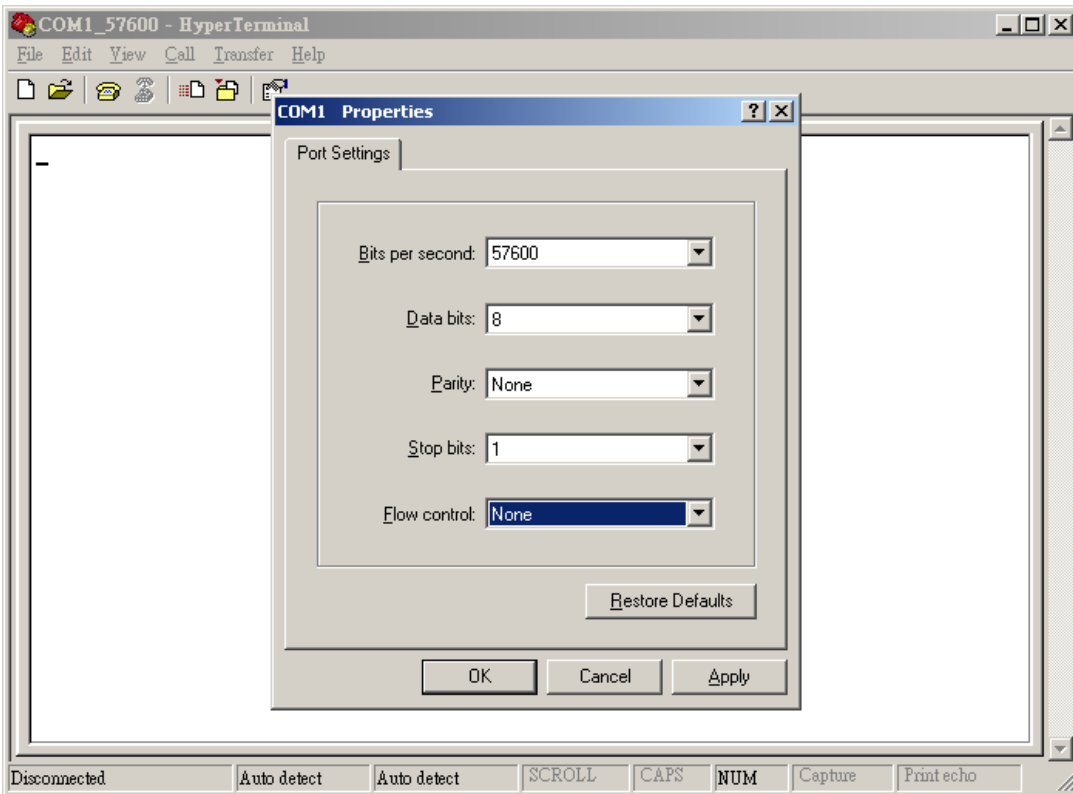 COM1_57600 - HyperTerminal
File Edit View Call Transfer Help
COM1 Properties
Port Settings
Bits per second: 57600
Data bits: 8
Parity: None
Stop bits: 1
Flow control: None
Restore Defaults
OK Cancel Apply
Disconnected Auto detect Auto detect SCROLL CAPS NUM Capture Print echo